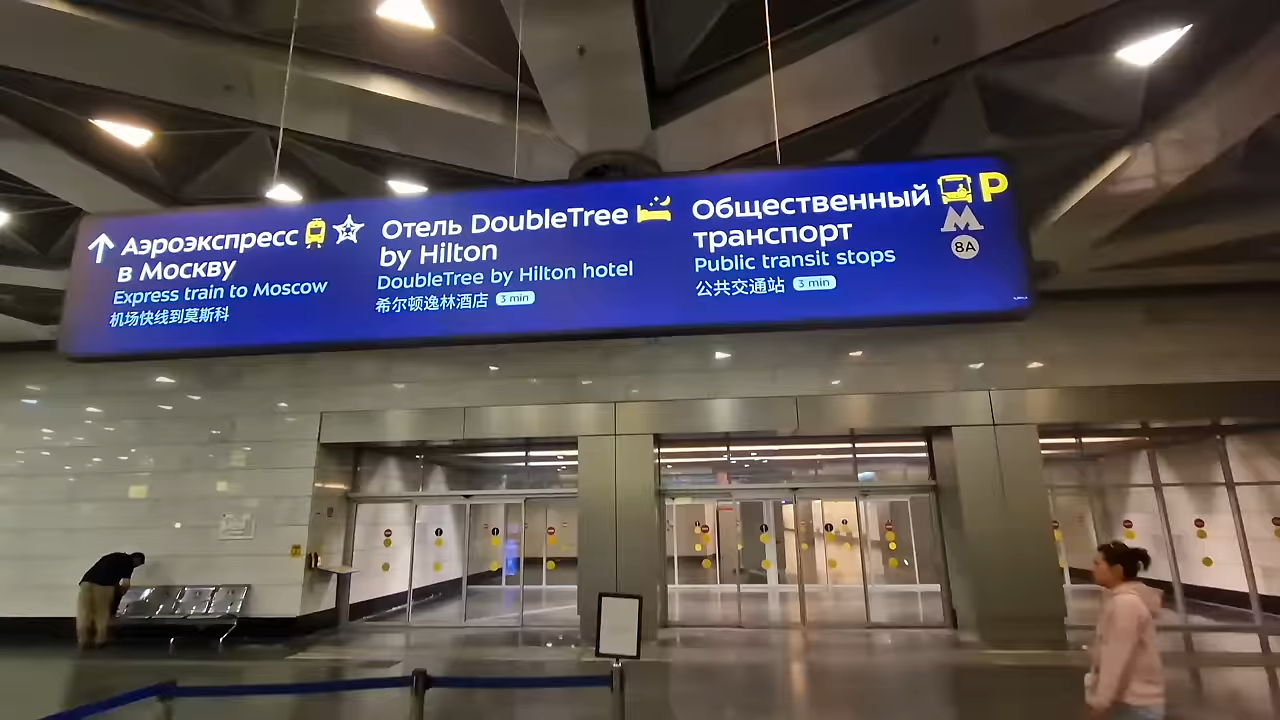 Аэроэкспресс
в Москву
Express train to Moscow
机场快线到莫斯科
Отель DoubleTree
by Hilton
DoubleTree by Hilton hotel
希尔顿逸林酒店 3 min
Общественный
транспорт
Public transit stops
公共交通站 3 min
P
M
8A